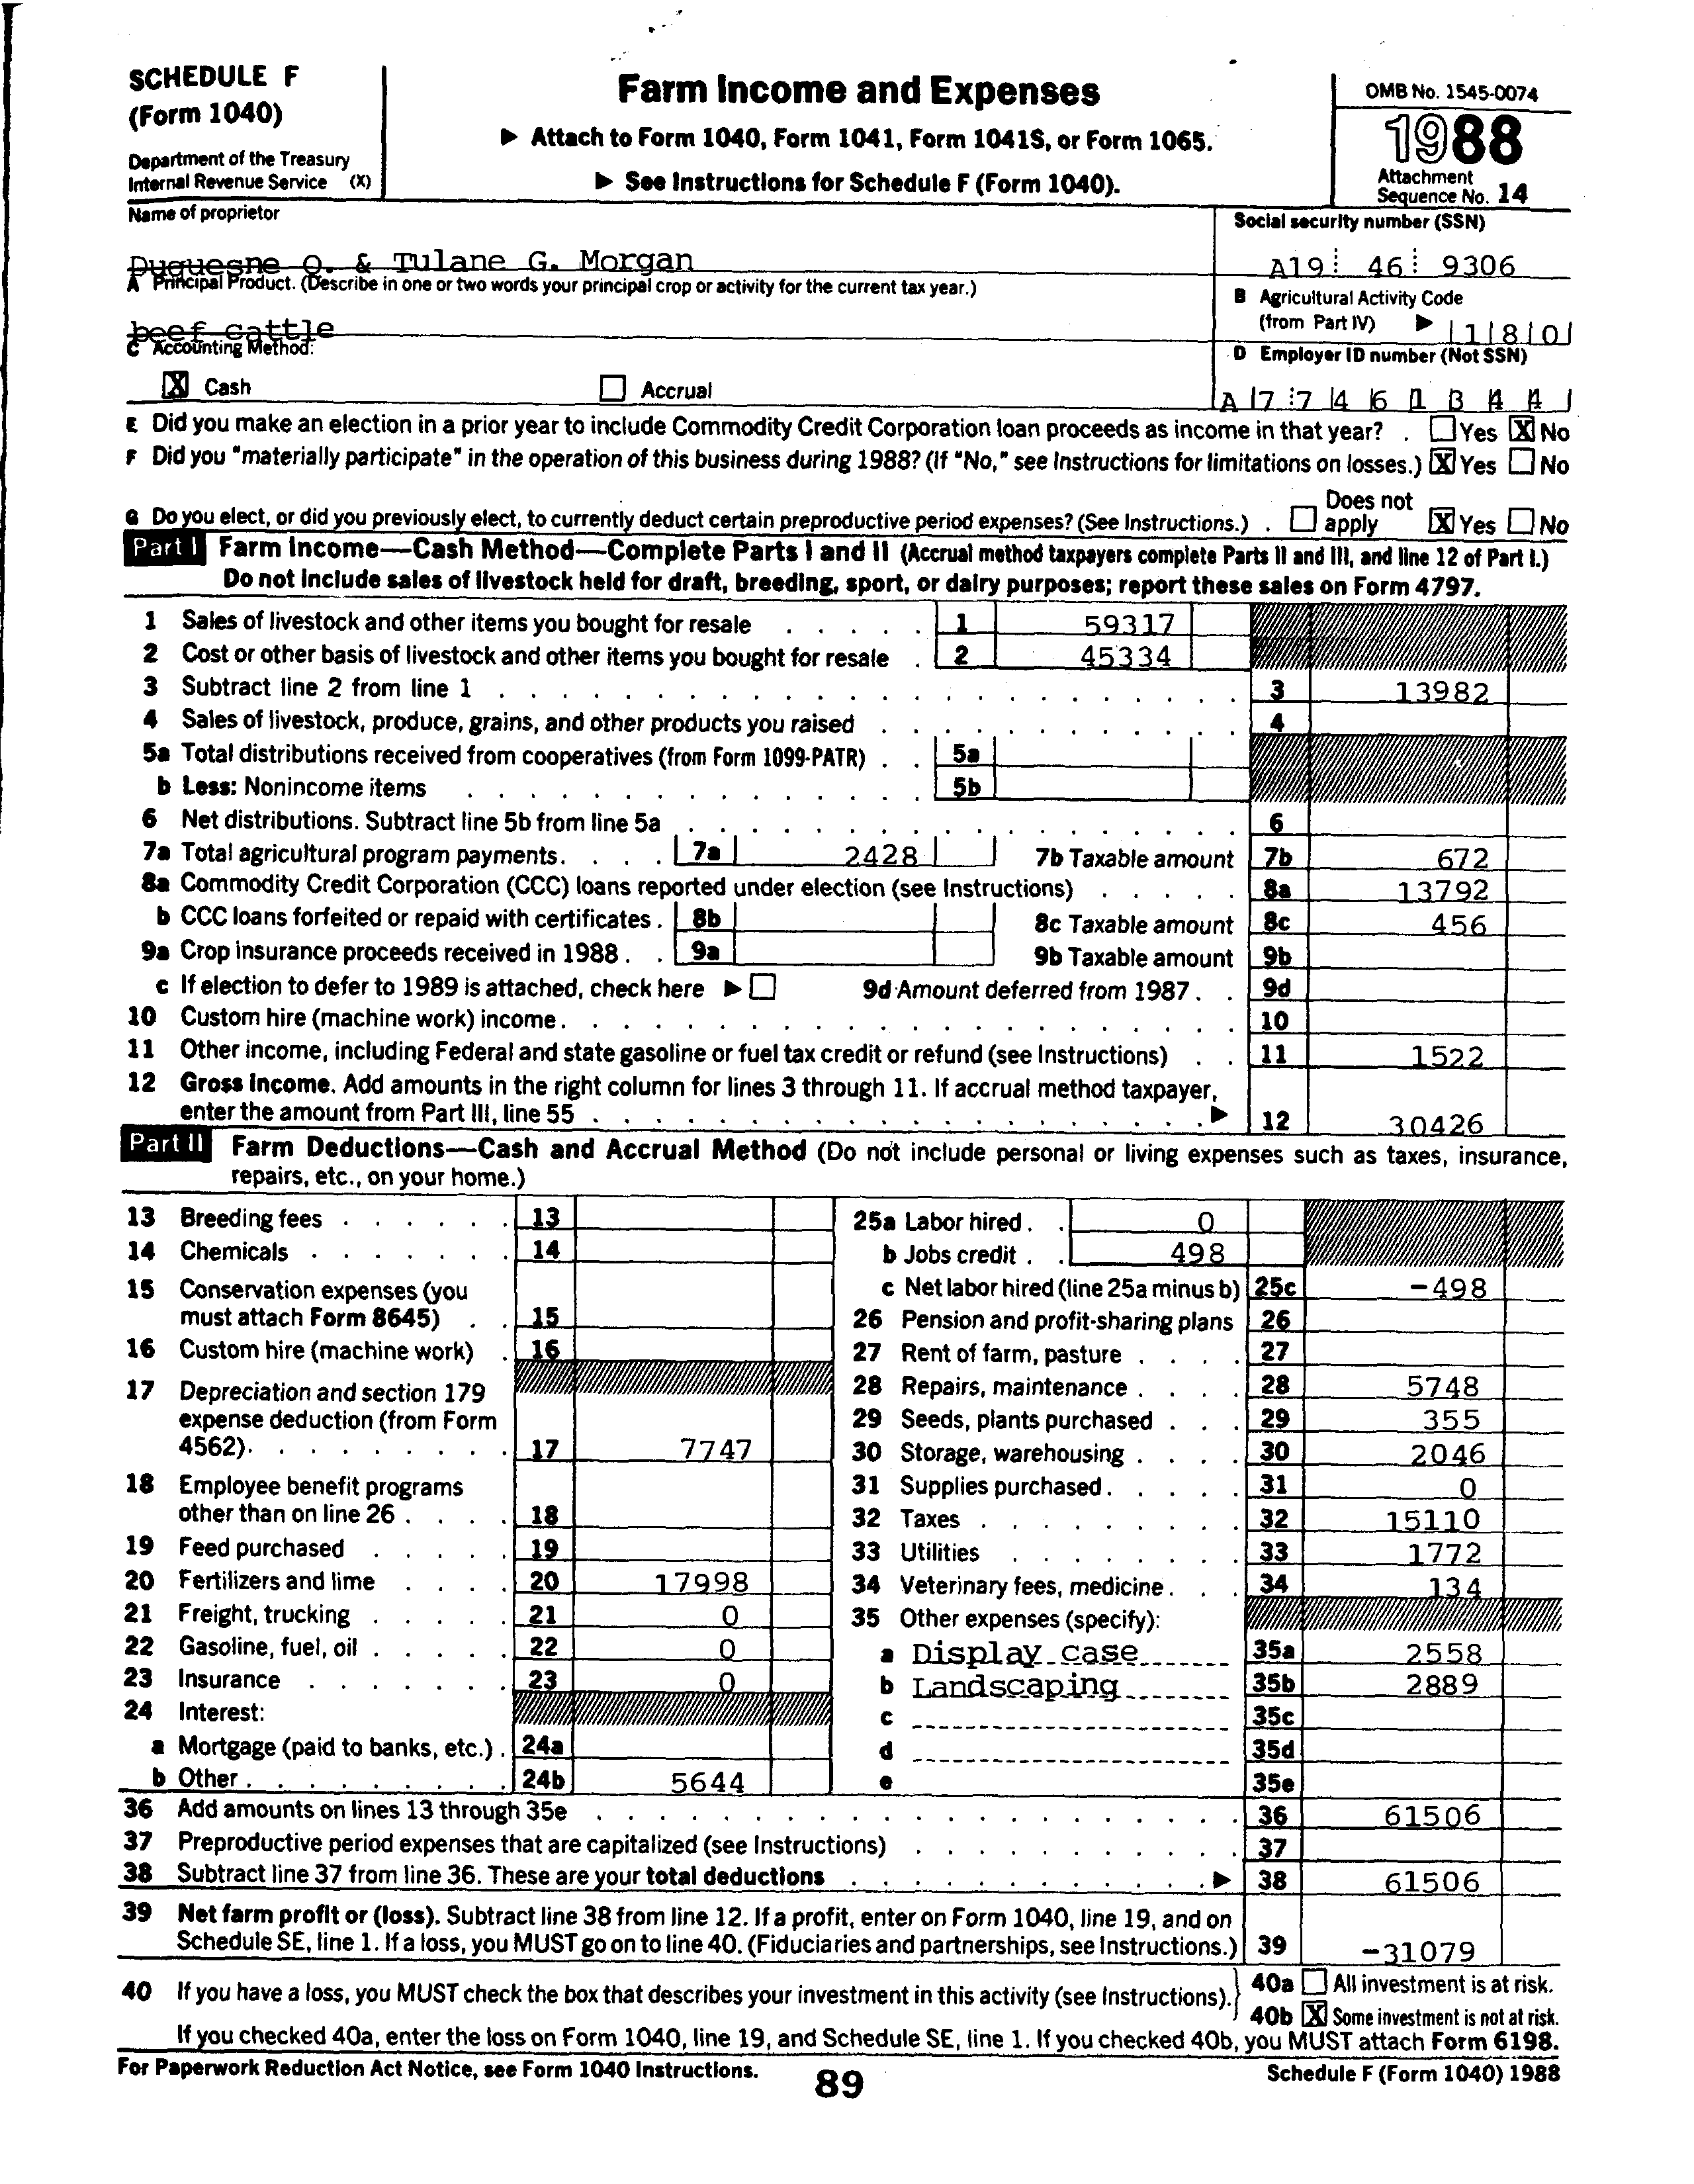 SCHEDULE F
(Form 1040)
Department of the Treasury
Internal Revenue Service (X)
Farm Income and Expenses
▶ Attach to Form 1040, Form 1041, Form 1041S, or Form 1065.
▶ See Instructions for Schedule F (Form 1040).
OMB No. 1545-0074
1988
Attachment
Sequence No. 14
Name of proprietor
Duquesne O. & Tulane G. Morgan
Social security number (SSN)
A19 46 9306
A Principal Product. (Describe in one or two words your principal crop or activity for the current tax year.)
beef cattle
B Agricultural Activity Code
(from Part IV) ▶ 1 8 0
C Accounting Method:
X Cash Accrual
D Employer ID number (Not SSN)
A 7 7 4 6 1 3 4 4
E Did you make an election in a prior year to include Commodity Credit Corporation loan proceeds as income in that year? . Yes X No
F Did you "materially participate" in the operation of this business during 1988? (If "No," see Instructions for limitations on losses.) X Yes No
G Do you elect, or did you previously elect, to currently deduct certain preproductive period expenses? (See Instructions.) . Does not apply X Yes No
Part I Farm Income—Cash Method—Complete Parts I and II (Accrual method taxpayers complete Parts II and III, and line 12 of Part I.)
Do not include sales of livestock held for draft, breeding, sport, or dairy purposes; report these sales on Form 4797.
1 Sales of livestock and other items you bought for resale 1 59317
2 Cost or other basis of livestock and other items you bought for resale 2 45334
3 Subtract line 2 from line 1 3 13982
4 Sales of livestock, produce, grains, and other products you raised 4
5a Total distributions received from cooperatives (from Form 1099-PATR) 5a
b Less: Nonincome items 5b
6 Net distributions. Subtract line 5b from line 5a 6
7a Total agricultural program payments. 7a 2428 7b Taxable amount 7b 672
8a Commodity Credit Corporation (CCC) loans reported under election (see Instructions) 8a 13792
b CCC loans forfeited or repaid with certificates. 8b 8c Taxable amount 8c 456
9a Crop insurance proceeds received in 1988. 9a 9b Taxable amount 9b
c If election to defer to 1989 is attached, check here ▶ 9d Amount deferred from 1987. 9d
10 Custom hire (machine work) income. 10
11 Other income, including Federal and state gasoline or fuel tax credit or refund (see Instructions) 11 1522
12 Gross Income. Add amounts in the right column for lines 3 through 11. If accrual method taxpayer,
enter the amount from Part III, line 55 ▶ 12 30426
Part II Farm Deductions—Cash and Accrual Method (Do not include personal or living expenses such as taxes, insurance,
repairs, etc., on your home.)
13 Breeding fees 13
14 Chemicals 14
15 Conservation expenses (you
must attach Form 8645) 15
16 Custom hire (machine work) 16
17 Depreciation and section 179
expense deduction (from Form
4562). 17 7747
18 Employee benefit programs
other than on line 26 18
19 Feed purchased 19
20 Fertilizers and lime 20 17998
21 Freight, trucking 21 0
22 Gasoline, fuel, oil 22 0
23 Insurance 23 0
24 Interest:
a Mortgage (paid to banks, etc.) 24a
b Other 24b 5644
25a Labor hired 0
b Jobs credit 498
c Net labor hired (line 25a minus b) 25c -498
26 Pension and profit-sharing plans 26
27 Rent of farm, pasture 27
28 Repairs, maintenance 28 5748
29 Seeds, plants purchased 29 355
30 Storage, warehousing 30 2046
31 Supplies purchased 31 0
32 Taxes 32 15110
33 Utilities 33 1772
34 Veterinary fees, medicine 34 134
35 Other expenses (specify):
a Display case 35a 2558
b Landscaping 35b 2889
c 35c
d 35d
e 35e
36 Add amounts on lines 13 through 35e 36 61506
37 Preproductive period expenses that are capitalized (see Instructions) 37
38 Subtract line 37 from line 36. These are your total deductions ▶ 38 61506
39 Net farm profit or (loss). Subtract line 38 from line 12. If a profit, enter on Form 1040, line 19, and on
Schedule SE, line 1. If a loss, you MUST go on to line 40. (Fiduciaries and partnerships, see Instructions.) 39 -31079
40 If you have a loss, you MUST check the box that describes your investment in this activity (see Instructions). 40a All investment is at risk.
40b X Some investment is not at risk.
If you checked 40a, enter the loss on Form 1040, line 19, and Schedule SE, line 1. If you checked 40b, you MUST attach Form 6198.
For Paperwork Reduction Act Notice, see Form 1040 Instructions.
89
Schedule F (Form 1040) 1988